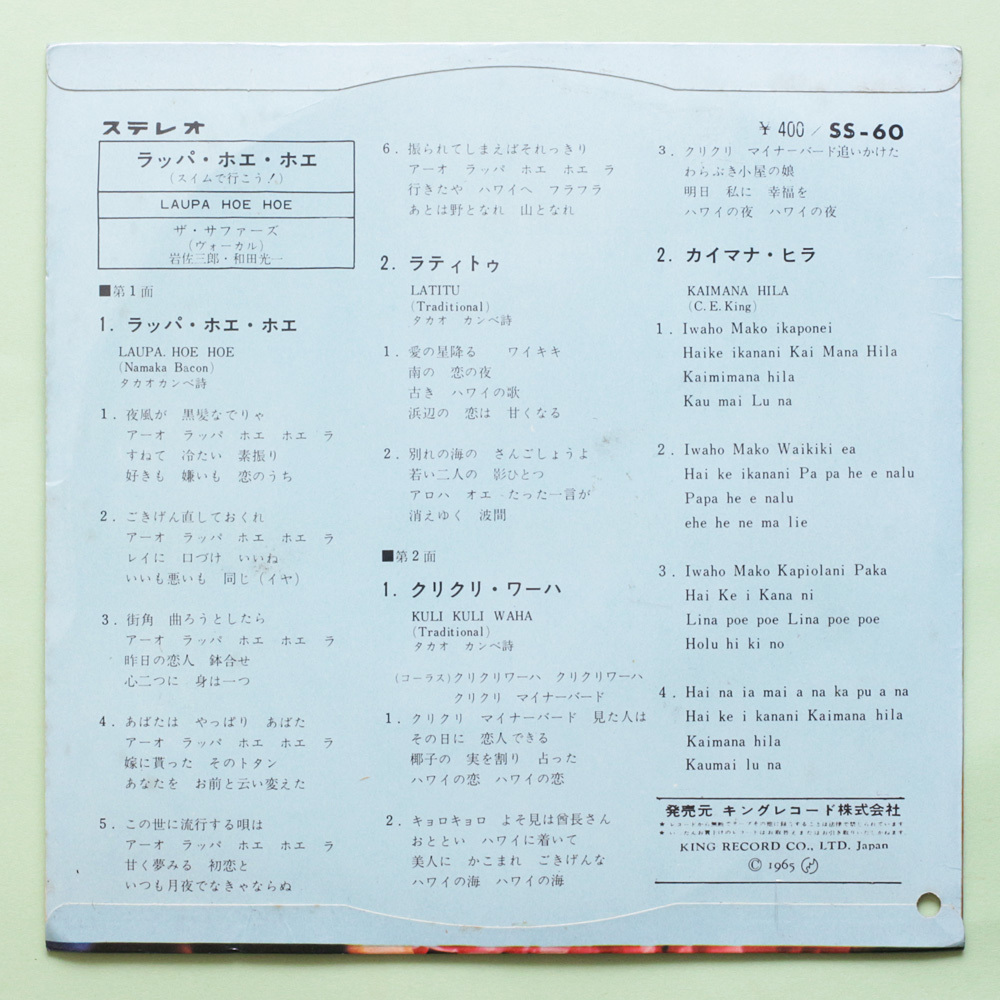 ステレオ
ラッパ・ホエ・ホエ
(スイムで行こう!)
LAUPA HOE HOE
ザ・サファーズ
(ヴォーカル)
岩佐三郎・和田光一
■第1面
1. ラッパ・ホエ・ホエ
LAUPA. HOE HOE
(Namaka Bacon)
タカオカンベ詩
1. 夜風が 黒髪なでりゃ
アーオ ラッパ ホエ ホエ ラ
すねて 冷たい 素振り
好きも 嫌いも 恋のうち
2. ごきげん直しておくれ
アーオ ラッパ ホエ ホエ ラ
レイに 口づけ いいね
いいも悪いも 同じ (イヤ)
3. 街角 曲ろうとしたら
アーオ ラッパ ホエ ホエ ラ
昨日の恋人 鉢合せ
心二つに 身は一つ
4. あばたは やっぱり あばた
アーオ ラッパ ホエ ホエ ラ
嫁に貰った そのトタン
あなたを お前と云い変えた
5. この世に流行する唄は
アーオ ラッパ ホエ ホエ ラ
甘く夢みる 初恋と
いつも月夜でなきゃならぬ
6. 振られてしまえばそれっきり
アーオ ラッパ ホエ ホエ ラ
行きたや ハワイへ フラフラ
あとは野となれ 山となれ
2. ラティトゥ
LATITU
(Traditional)
タカオ カンベ詩
1. 愛の星降る ワイキキ
南の 恋の夜
古き ハワイの歌
浜辺の 恋は 甘くなる
2. 別れの海の さんごしょうよ
若い二人の 影ひとつ
アロハ オエ たった一言が
消えゆく 波間
■第2面
1. クリクリ・ワーハ
KULI KULI WAHA
(Traditional)
タカオ カンベ詩
(コーラス)クリクリワーハ クリクリワーハ
クリクリ マイナーバード
1. クリクリ マイナーバード 見た人は
その日に 恋人できる
椰子の 実を割り 占った
ハワイの恋 ハワイの恋
2. キョロキョロ よそ見は酋長さん
おととい ハワイに着いて
美人に かこまれ ごきげんな
ハワイの海 ハワイの海
¥400 / SS-60
3. クリクリ マイナーバード追いかけた
わらぶき小屋の娘
明日 私に 幸福を
ハワイの夜 ハワイの夜
2. カイマナ・ヒラ
KAIMANA HILA
(C.E.King)
1. Iwaho Mako ikaponei
Haike ikanani Kai Mana Hila
Kaimimana hila
Kau mai Lu na
2. Iwaho Mako Waikiki ea
Hai ke ikanani Pa pa he e nalu
Papa he e nalu
ehe he ne ma lie
3. Iwaho Mako Kapiolani Paka
Hai Ke i Kana ni
Lina poe poe Lina poe poe
Holu hi ki no
4. Hai na ia mai a na ka pu a na
Hai ke i kanani Kaimana hila
Kaimana hila
Kaumai lu na
発売元 キングレコード株式会社
KING RECORD CO., LTD. Japan
© 1965